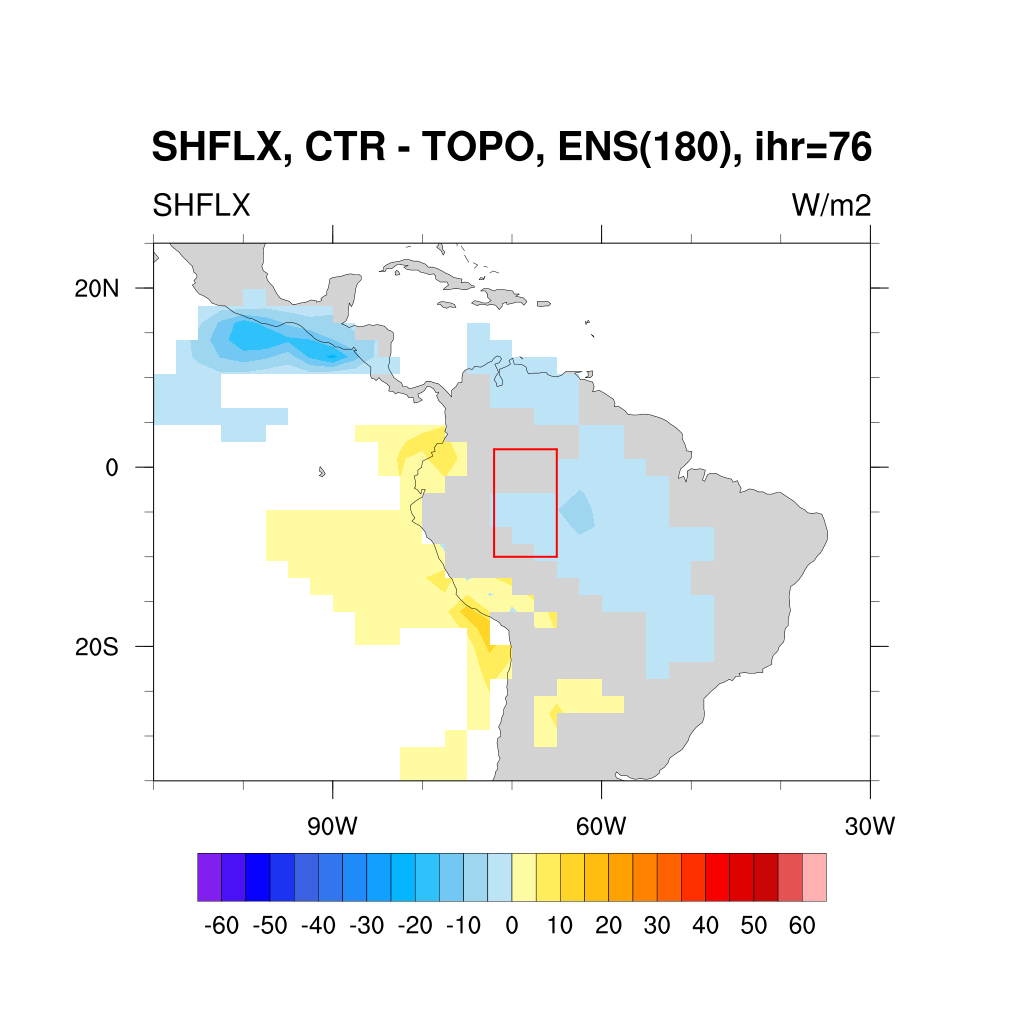 SHFLX, CTR - TOPO, ENS(180), ihr=76
SHFLX W/m2
20N
0
20S
90W 60W 30W
-60 -50 -40 -30 -20 -10 0 10 20 30 40 50 60